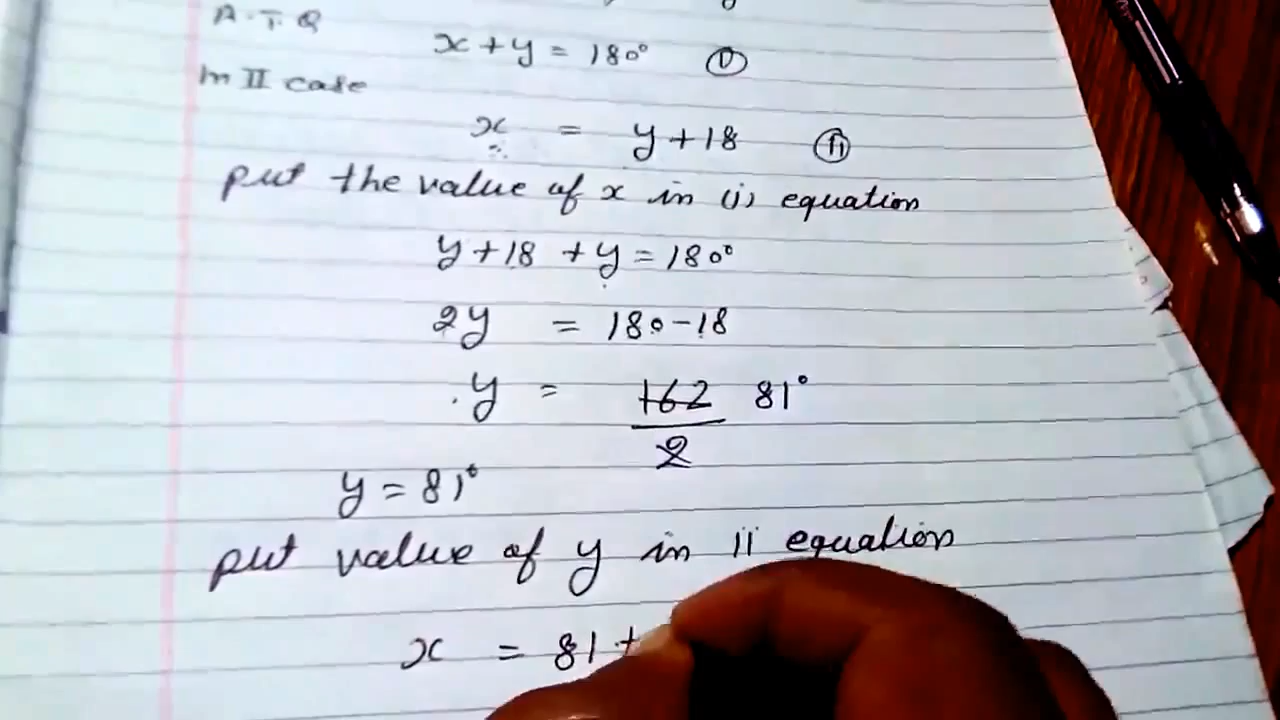 A.T.Q
x + y = 180° (i)
In II case
x = y + 18 (ii)
put the value of x in (i) equation
y + 18 + y = 180°
2y = 180 - 18
y = 162/2 81°
y = 81°
put value of y in ii equation
x = 81 +